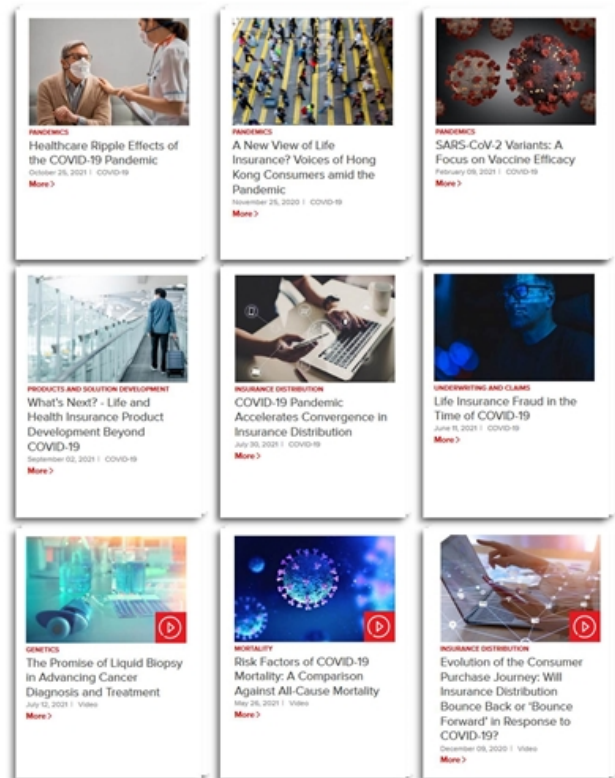 PANDEMICS
Healthcare Ripple Effects of
the COVID-19 Pandemic
October 25, 2021 | COVID-19
More >
PANDEMICS
A New View of Life
Insurance? Voices of Hong
Kong Consumers amid the
Pandemic
November 25, 2020 | COVID-19
More >
PANDEMICS
SARS-CoV-2 Variants: A
Focus on Vaccine Efficacy
February 09, 2021 | COVID-19
More >
PRODUCTS AND SOLUTION DEVELOPMENT
What's Next? - Life and
Health Insurance Product
Development Beyond
COVID-19
September 02, 2021 | COVID-19
More >
INSURANCE DISTRIBUTION
COVID-19 Pandemic
Accelerates Convergence in
Insurance Distribution
July 30, 2021 | COVID-19
More >
UNDERWRITING AND CLAIMS
Life Insurance Fraud in the
Time of COVID-19
June 11, 2021 | COVID-19
More >
GENETICS
The Promise of Liquid Biopsy
in Advancing Cancer
Diagnosis and Treatment
July 12, 2021 | Video
More >
MORTALITY
Risk Factors of COVID-19
Mortality: A Comparison
Against All-Cause Mortality
May 26, 2021 | Video
More >
INSURANCE DISTRIBUTION
Evolution of the Consumer
Purchase Journey: Will
Insurance Distribution
Bounce Back or 'Bounce
Forward' in Response to
COVID-19?
December 09, 2020 | Video
More >